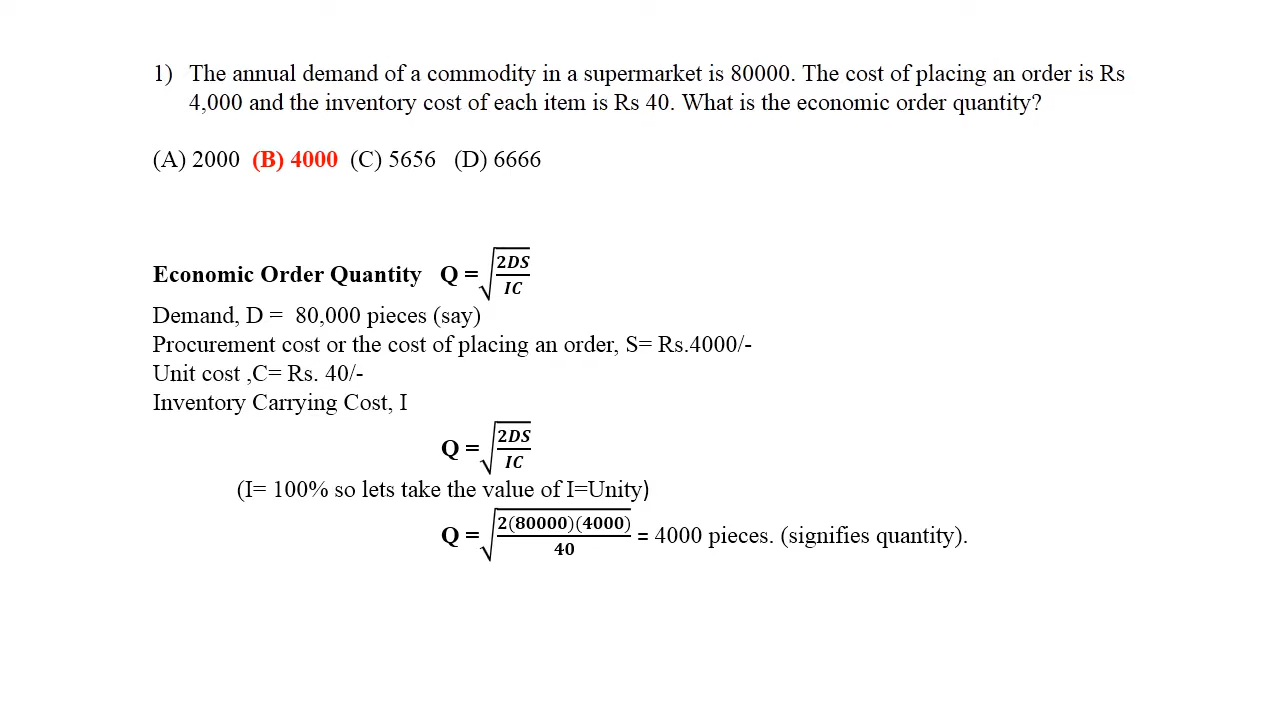 1) The annual demand of a commodity in a supermarket is 80000. The cost of placing an order is Rs
4,000 and the inventory cost of each item is Rs 40. What is the economic order quantity?
(A) 2000 (B) 4000 (C) 5656 (D) 6666
Economic Order Quantity Q = √(2DS/IC)
Demand, D = 80,000 pieces (say)
Procurement cost or the cost of placing an order, S= Rs.4000/-
Unit cost ,C= Rs. 40/-
Inventory Carrying Cost, I
Q = √(2DS/IC)
(I= 100% so lets take the value of I=Unity)
Q = √(2(80000)(4000)/40) = 4000 pieces. (signifies quantity).